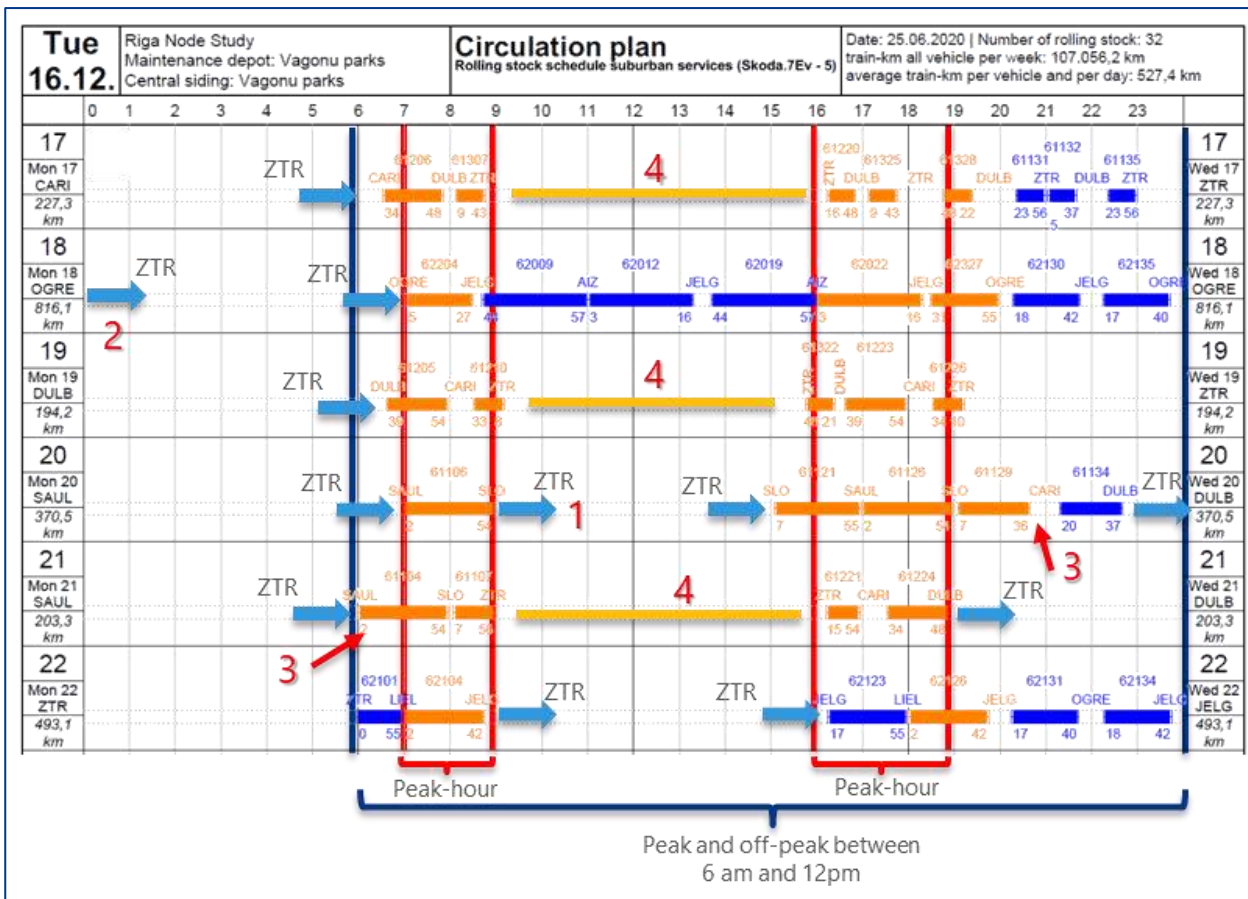 Tue
16.12.
Riga Node Study
Maintenance depot: Vagonu parks
Central siding: Vagonu parks
Circulation plan
Rolling stock schedule suburban services (Skoda.7Ev - 5)
Date: 25.06.2020 | Number of rolling stock: 32
train-km all vehicle per week: 107.056,2 km
average train-km per vehicle and per day: 527,4 km
0 1 2 3 4 5 6 7 8 9 10 11 12 13 14 15 16 17 18 19 20 21 22 23
17
Mon 17
CARI
227,3
km
ZTR
61206 61307 4 61220 61325 61328 61131 61132 61135
CARI DULB ZTR ZTR DULB ZTR DULB ZTR DULB ZTR
34 48 9 43 16 48 9 43 22 23 56 5 37 23 56
17
Wed 17
ZTR
227,3
km
18
Mon 18
OGRE
816,1
km
ZTR
2
ZTR
62204 62009 62012 62019 62022 62327 62130 62135
OGRE JELG AIZ JELG AIZ JELG OGRE JELG OGRE
5 27 44 57 3 16 44 57 3 16 31 55 18 42 17 40
18
Wed 18
OGRE
816,1
km
19
Mon 19
DULB
194,2
km
ZTR
61205 61210 4 61322 61223 61226
DULB CARI ZTR ZTR DULB CARI ZTR
39 54 33 21 39 54 34 10
19
Wed 19
ZTR
194,2
km
20
Mon 20
SAUL
370,5
km
ZTR
61106 ZTR 1 ZTR 61121 61126 61129 61134 ZTR
SAUL SLO SLO SAUL SLO CARI DULB
2 54 7 55 2 54 7 36 20 37
3
20
Wed 20
DULB
370,5
km
21
Mon 21
SAUL
203,3
km
ZTR
61104 61107 4 61221 61224 ZTR
SAUL SLO ZTR ZTR CARI DULB
2 54 7 56 15 54 34 48
3
21
Wed 21
DULB
203,3
km
22
Mon 22
ZTR
493,1
km
62101 62104 ZTR ZTR 62123 62126 62131 62134
ZTR LIEL JELG JELG LIEL JELG OGRE JELG
0 55 2 42 17 55 2 42 17 40 18 42
22
Wed 22
JELG
493,1
km
Peak-hour
Peak-hour
Peak and off-peak between
6 am and 12pm